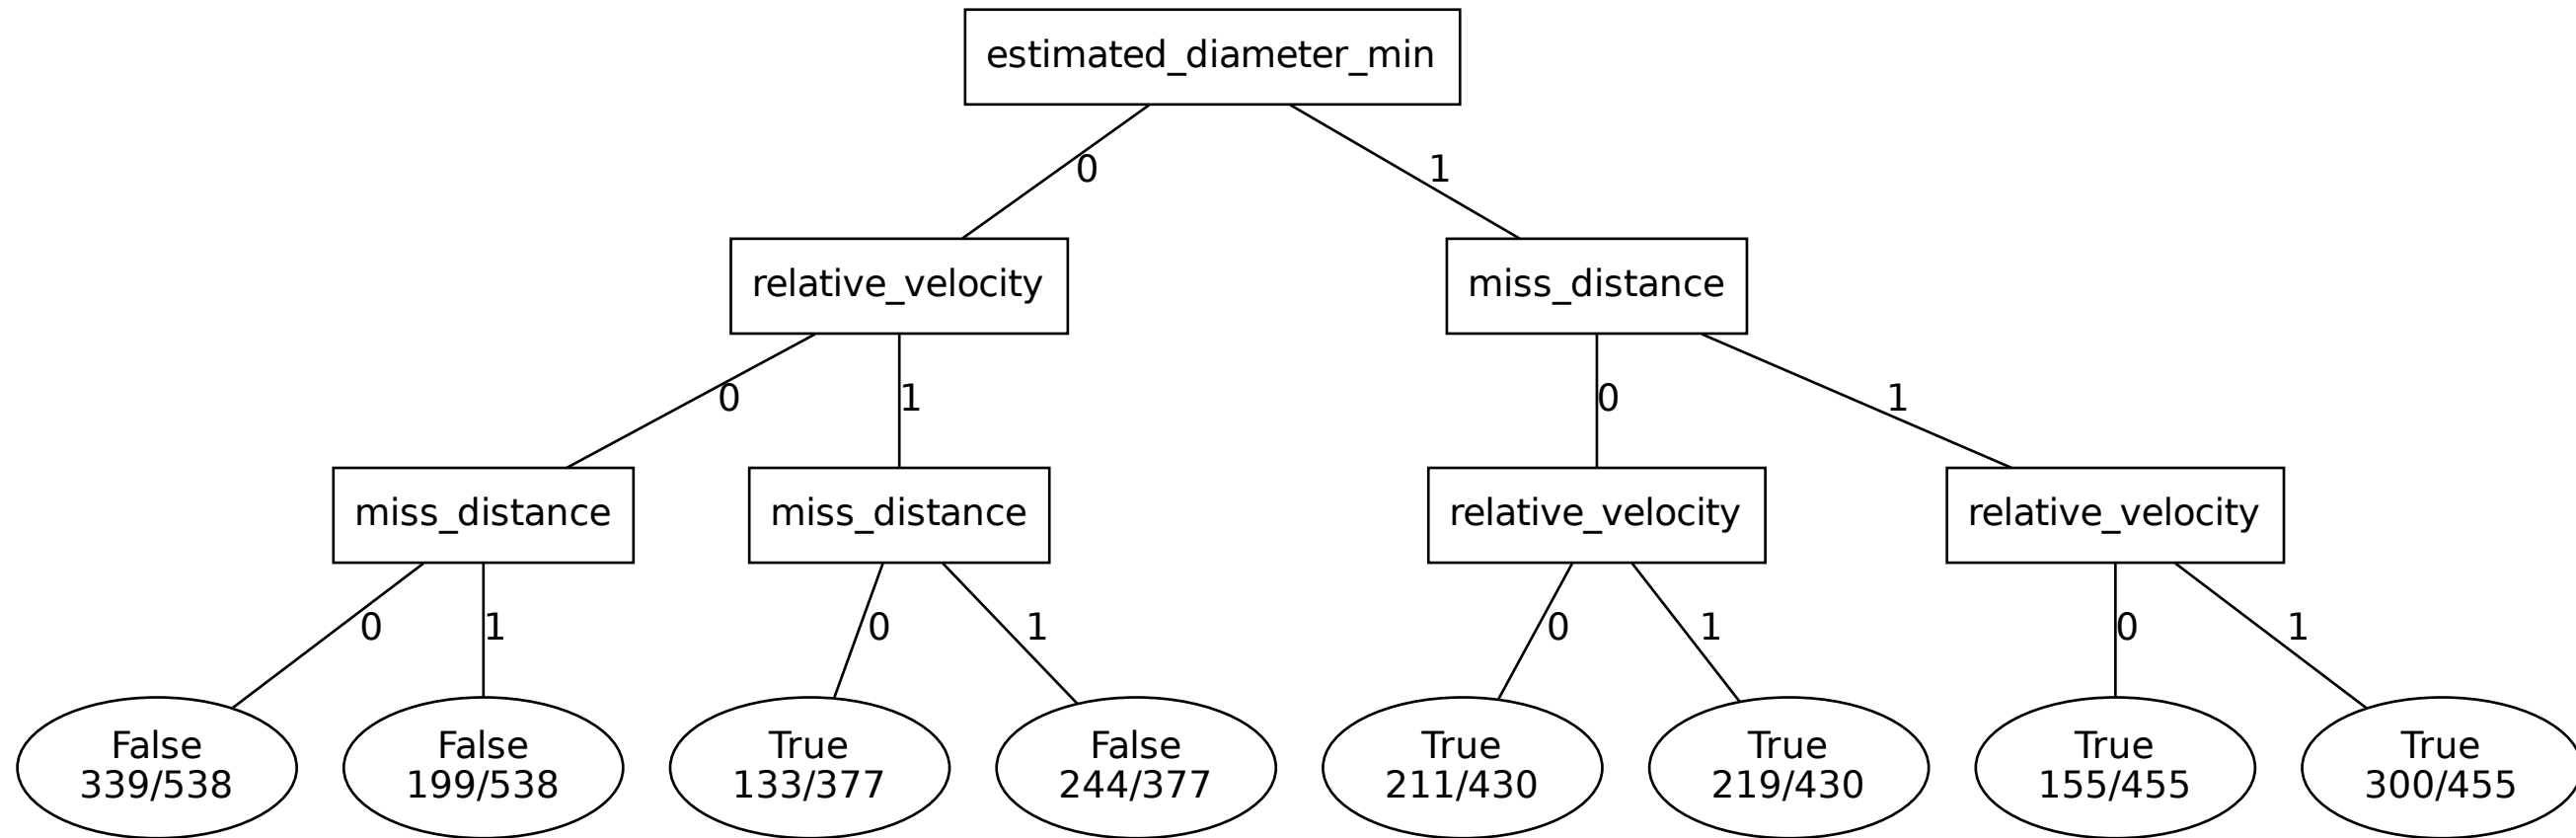 estimated_diameter_min
0
1
relative_velocity
miss_distance
0
1
0
1
miss_distance
miss_distance
relative_velocity
relative_velocity
0
1
0
1
0
1
0
1
False
339/538
False
199/538
True
133/377
False
244/377
True
211/430
True
219/430
True
155/455
True
300/455